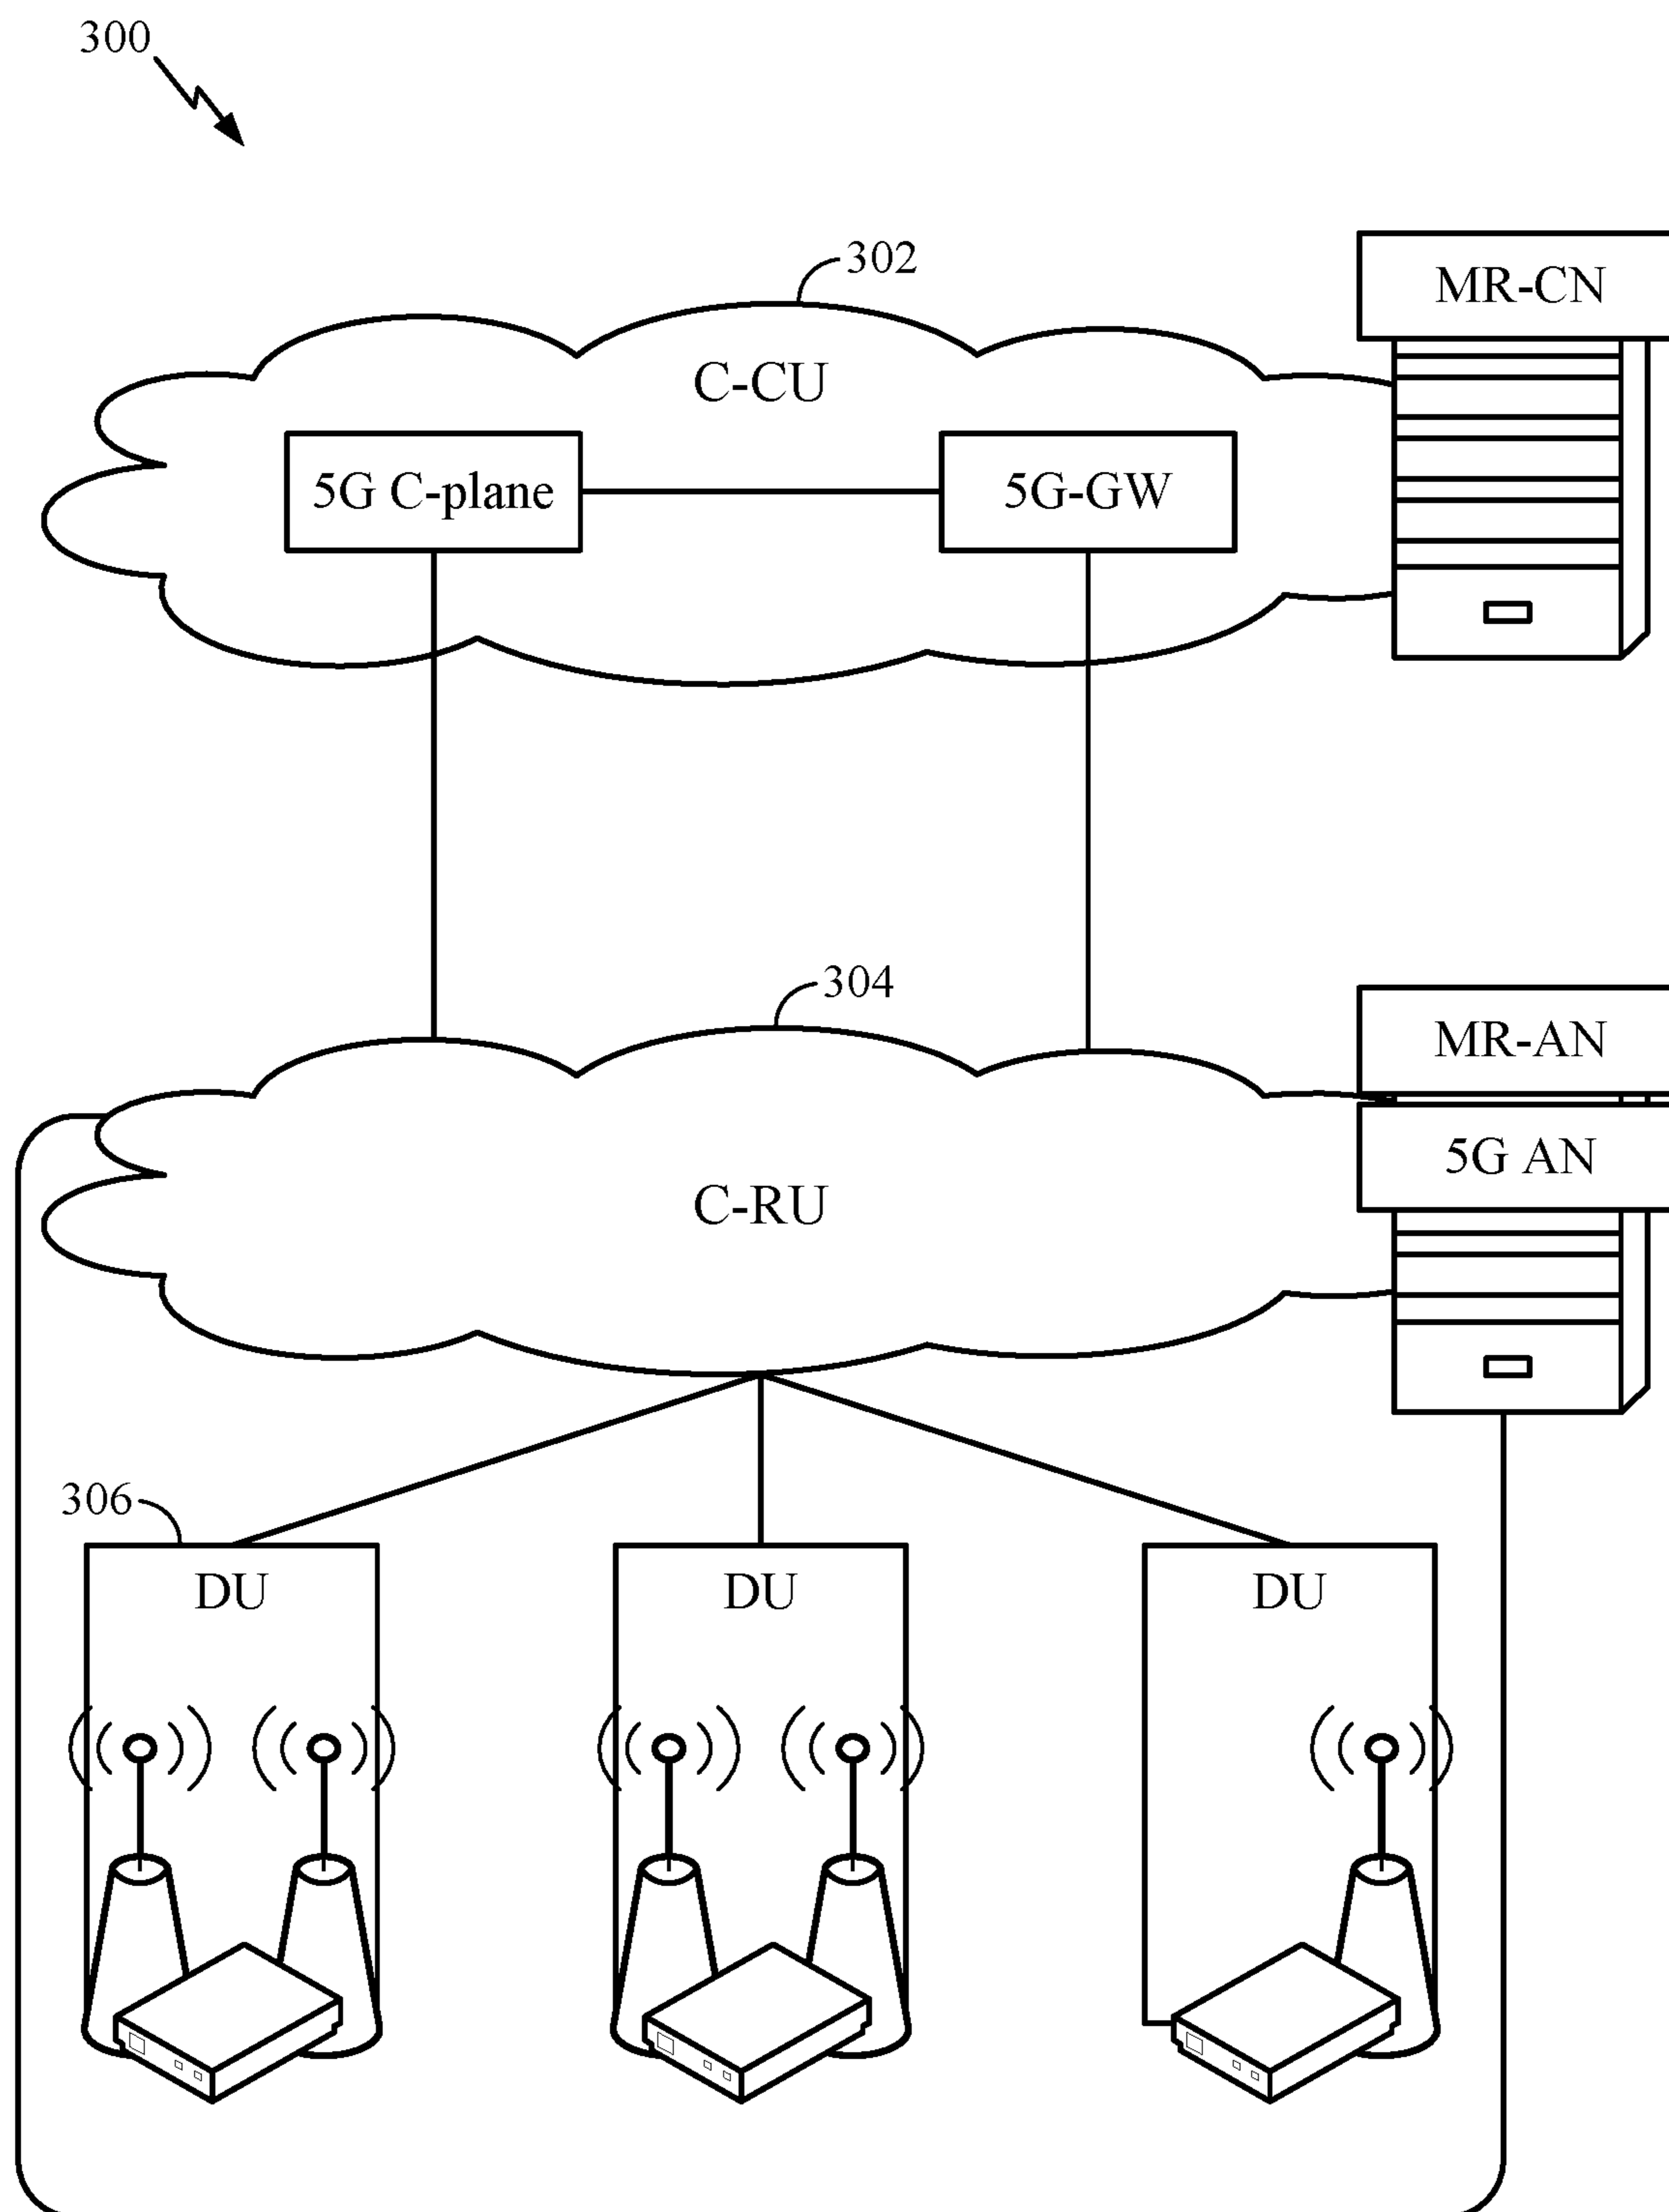 300
302
MR-CN
C-CU
5G C-plane
5G-GW
304
MR-AN
5G AN
C-RU
306
DU
DU
DU